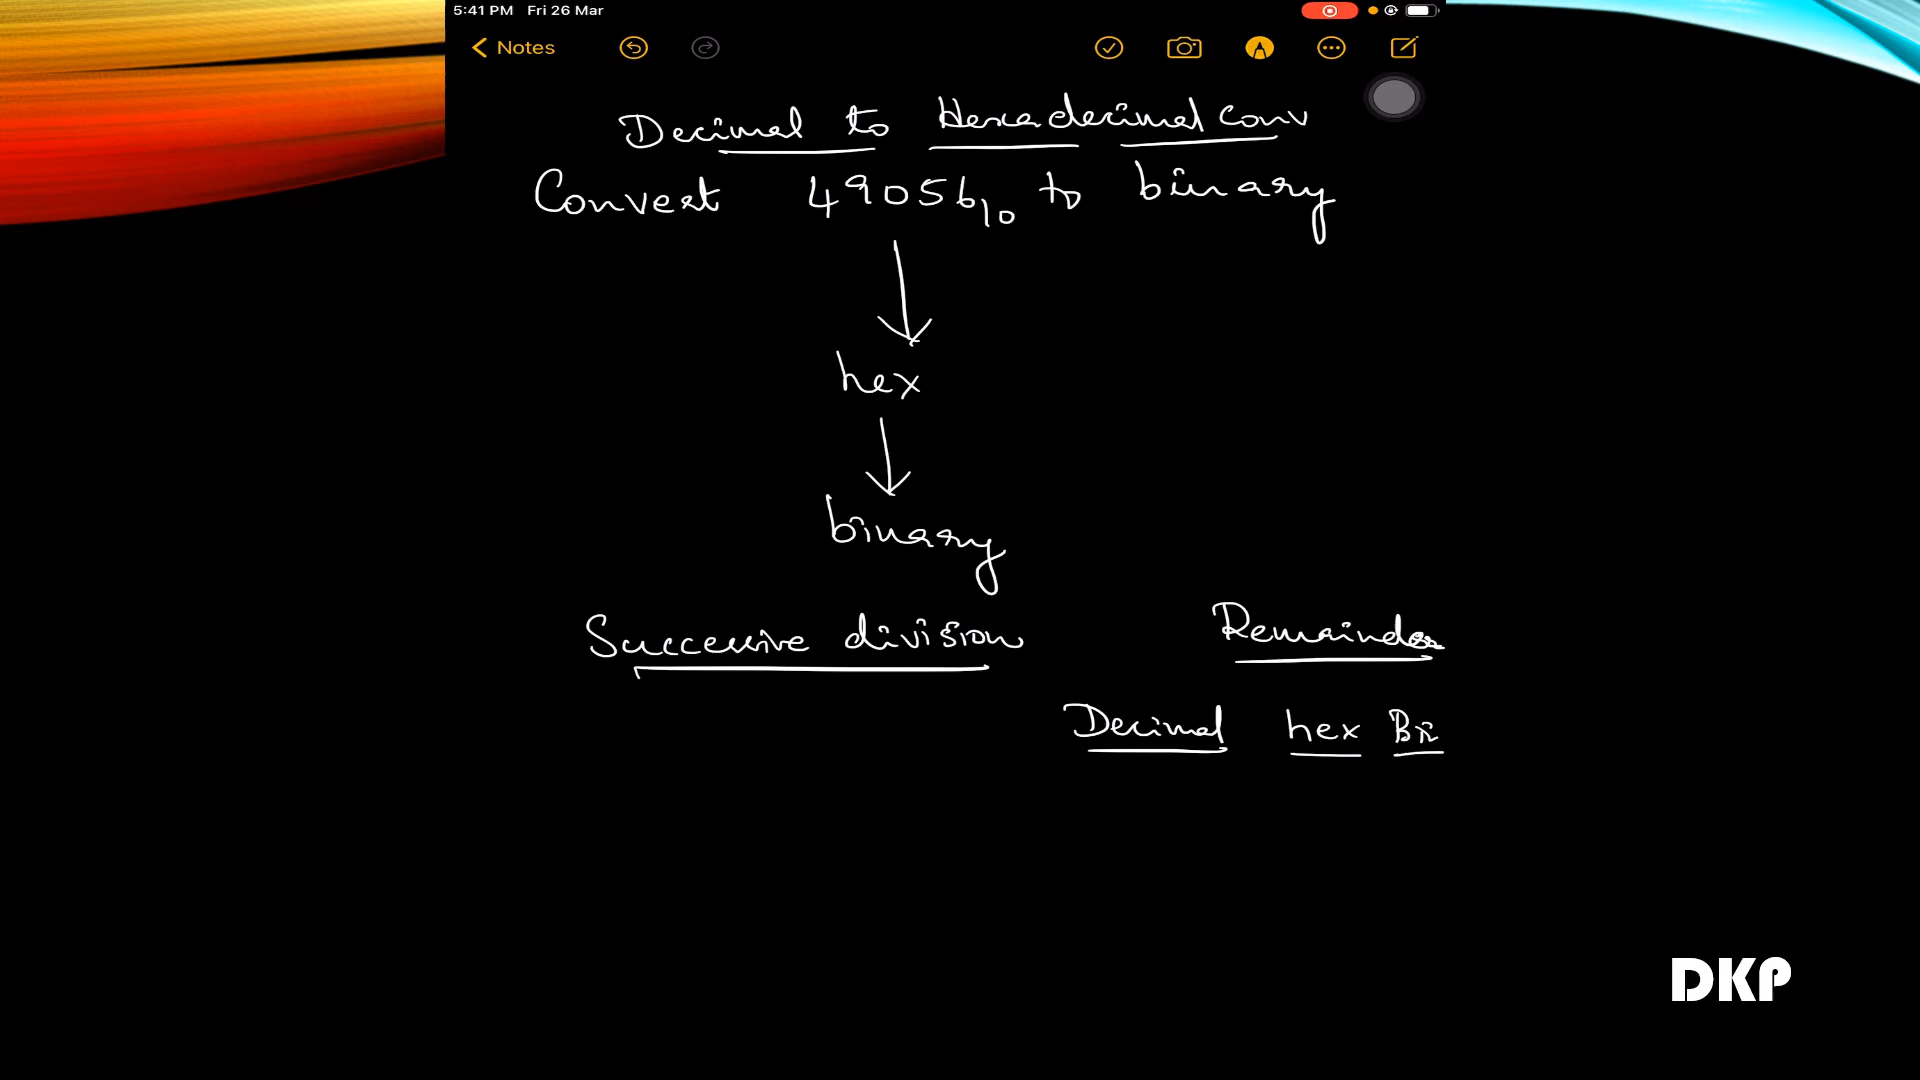 5:41 PM Fri 26 Mar
Notes
Decimal to Hexadecimal conv
Convert 49056₁₀ to binary
hex
binary
Successive division Remainder
Decimal hex Bi
DKP